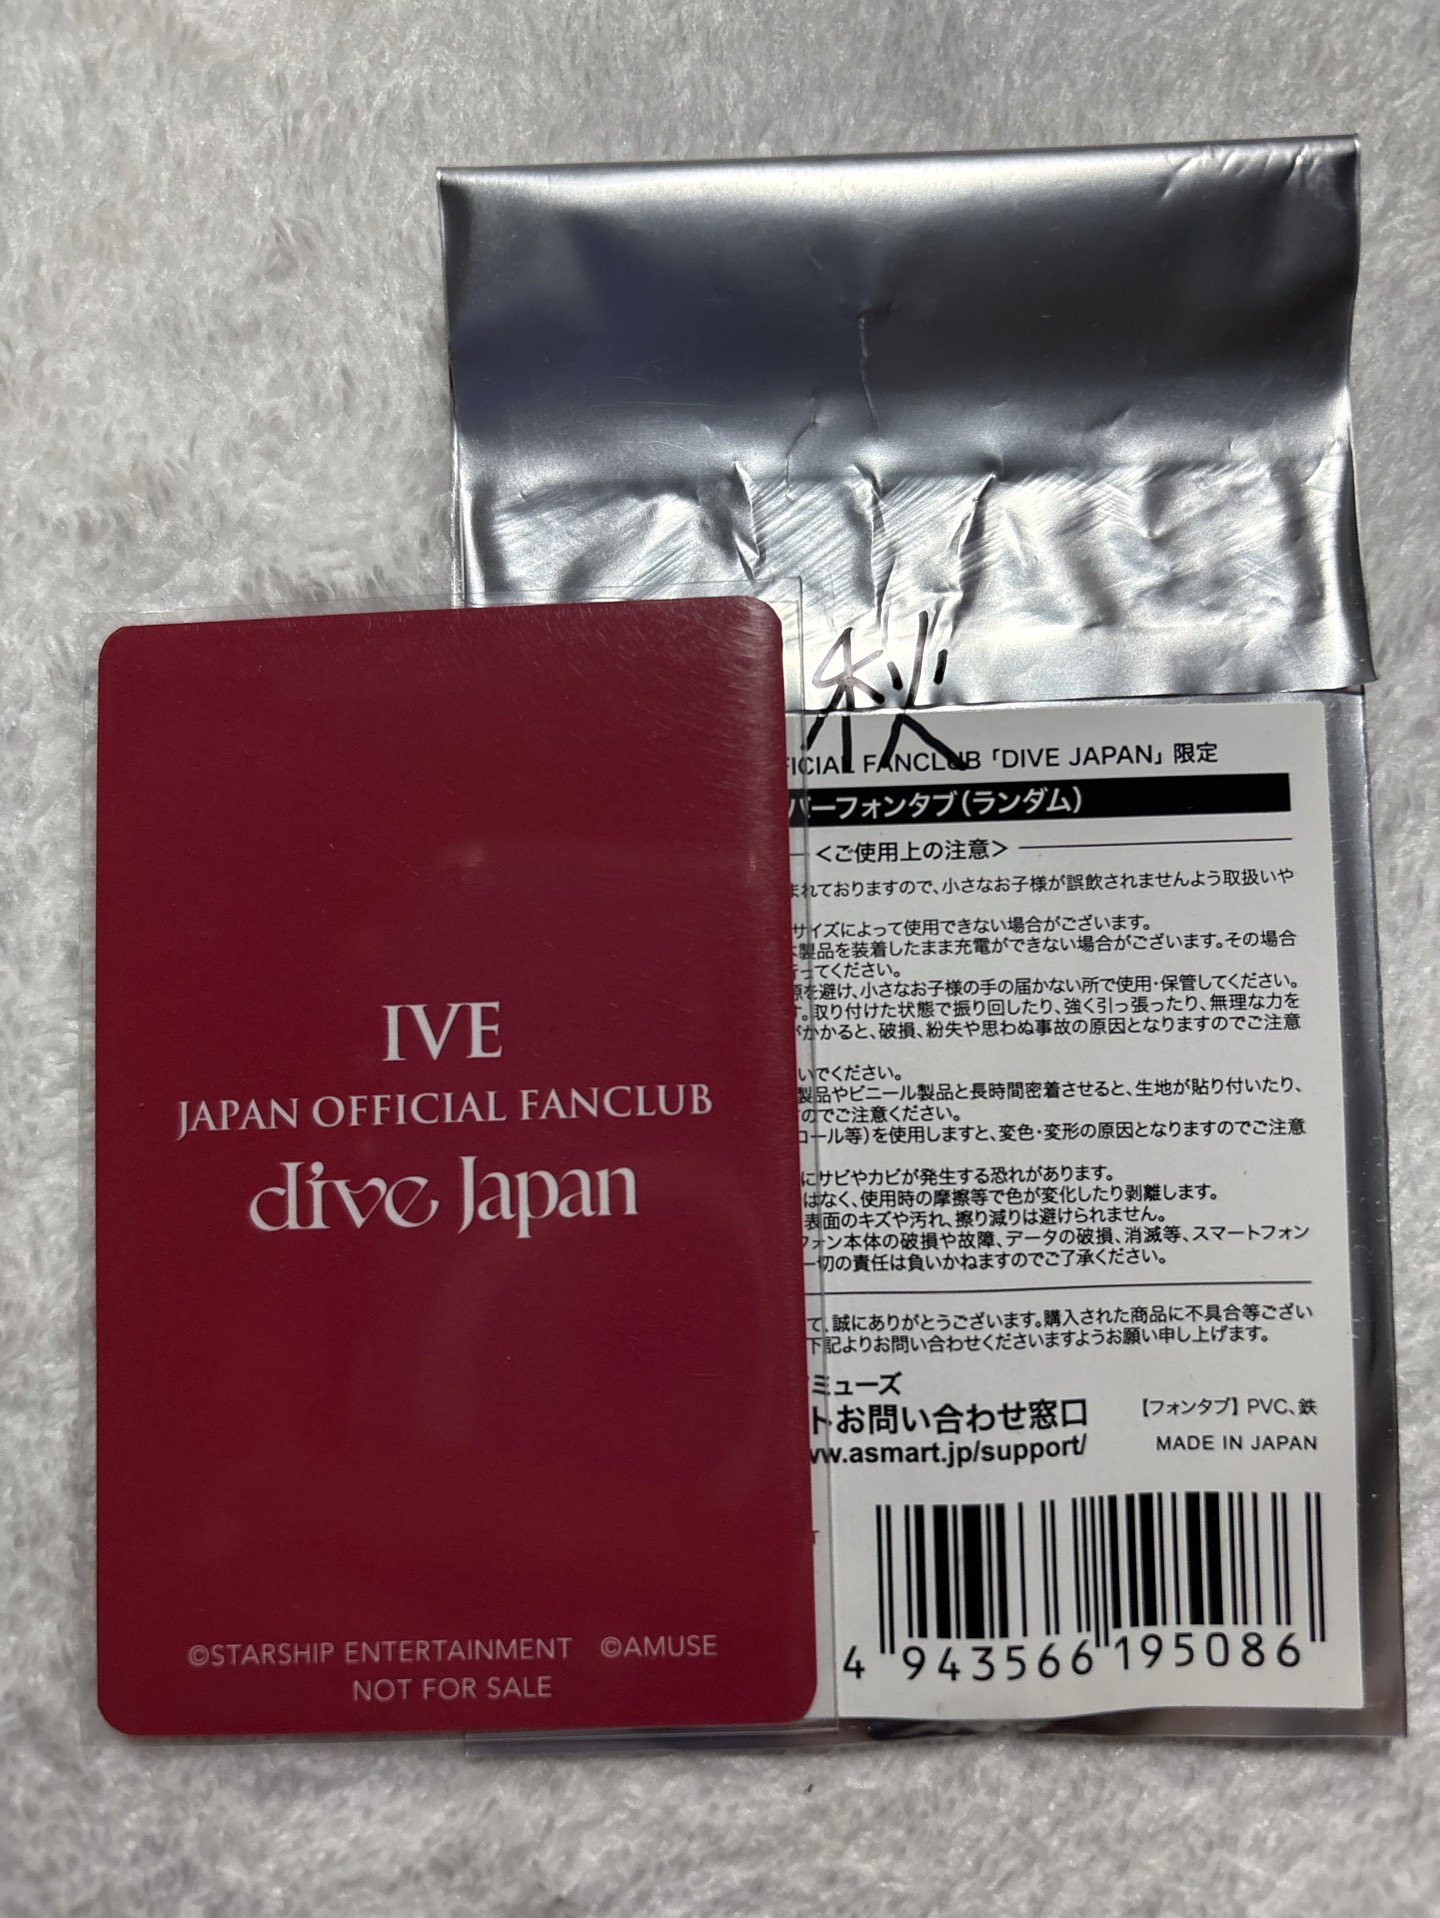 IVE
JAPAN OFFICIAL FANCLUB
dive Japan
©STARSHIP ENTERTAINMENT ©AMUSE
NOT FOR SALE
秋
FICIAL FANCLUB「DIVE JAPAN」限定
バーフォンタブ(ランダム)
<ご使用上の注意>
まれておりますので、小さなお子様が誤飲されませんよう取扱いや
サイズによって使用できない場合がございます。
製品を装着したまま充電ができない場合がございます。その場合
行ってください。
を避け、小さなお子様の手の届かない所で使用・保管してください。
す。取り付けた状態で振り回したり、強く引っ張ったり、無理な力を
がかかると、破損、紛失や思わぬ事故の原因となりますのでご注意
いでください。
製品やビニール製品と長時間密着させると、生地が貼り付いたり、
のでご注意ください。
コール等)を使用しますと、変色・変形の原因となりますのでご注意
にサビやカビが発生する恐れがあります。
はなく、使用時の摩擦等で色が変化したり剥離します。
表面のキズや汚れ、擦り減りは避けられません。
フォン本体の破損や故障、データの破損、消滅等、スマートフォン
一切の責任は負いかねますのでご了承ください。
て、誠にありがとうございます。購入された商品に不具合等ござい
下記よりお問い合わせくださいますようお願い申し上げます。
ミューズ
トお問い合わせ窓口
ww.asmart.jp/support/
【フォンタブ】PVC、鉄
MADE IN JAPAN
T
4 943566 195086